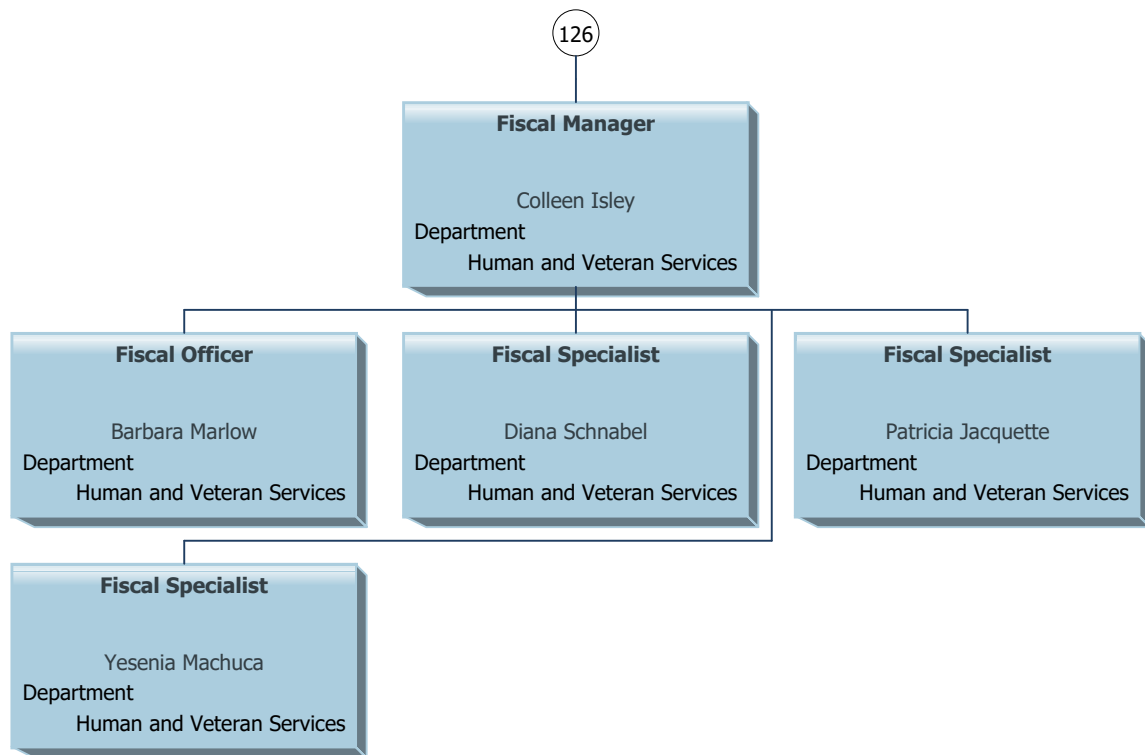 126
Fiscal Manager
Colleen Isley
Department
Human and Veteran Services
Fiscal Officer
Barbara Marlow
Department
Human and Veteran Services
Fiscal Specialist
Diana Schnabel
Department
Human and Veteran Services
Fiscal Specialist
Patricia Jacquette
Department
Human and Veteran Services
Fiscal Specialist
Yesenia Machuca
Department
Human and Veteran Services